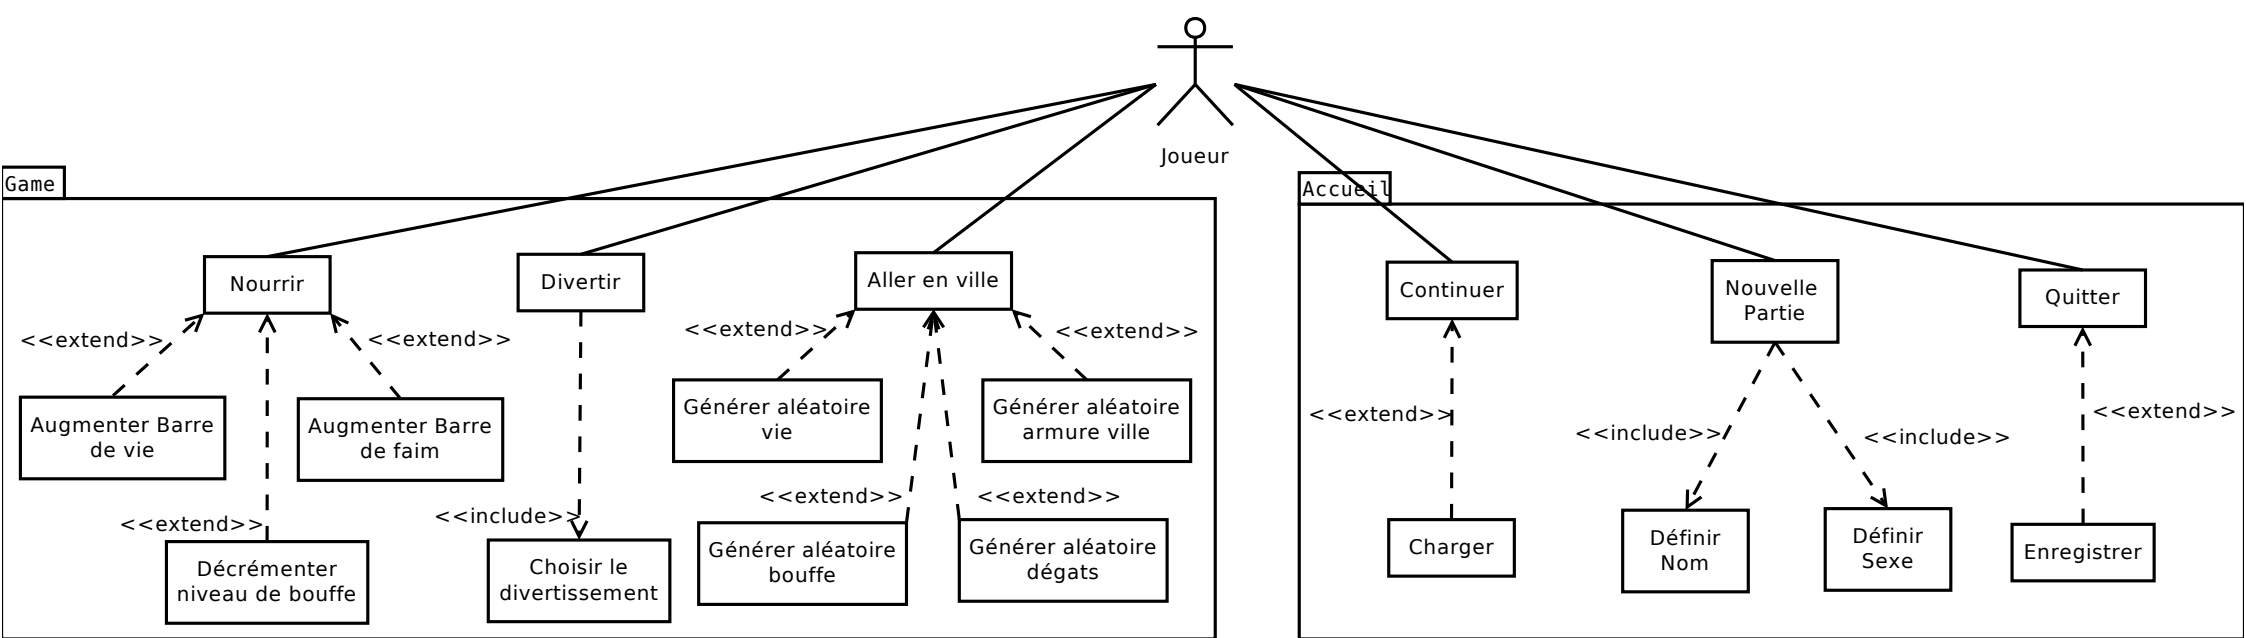 Joueur
Game
Accueil
Nourrir
Divertir
Aller en ville
Continuer
Nouvelle
Partie
Quitter
<<extend>>
<<extend>>
<<extend>>
<<extend>>
Augmenter Barre
de vie
Augmenter Barre
de faim
Générer aléatoire
vie
Générer aléatoire
armure ville
<<extend>>
<<include>>
<<include>>
<<extend>>
<<extend>>
<<include>>
<<extend>>
<<extend>>
Décrémenter
niveau de bouffe
Choisir le
divertissement
Générer aléatoire
bouffe
Générer aléatoire
dégats
Charger
Définir
Nom
Définir
Sexe
Enregistrer